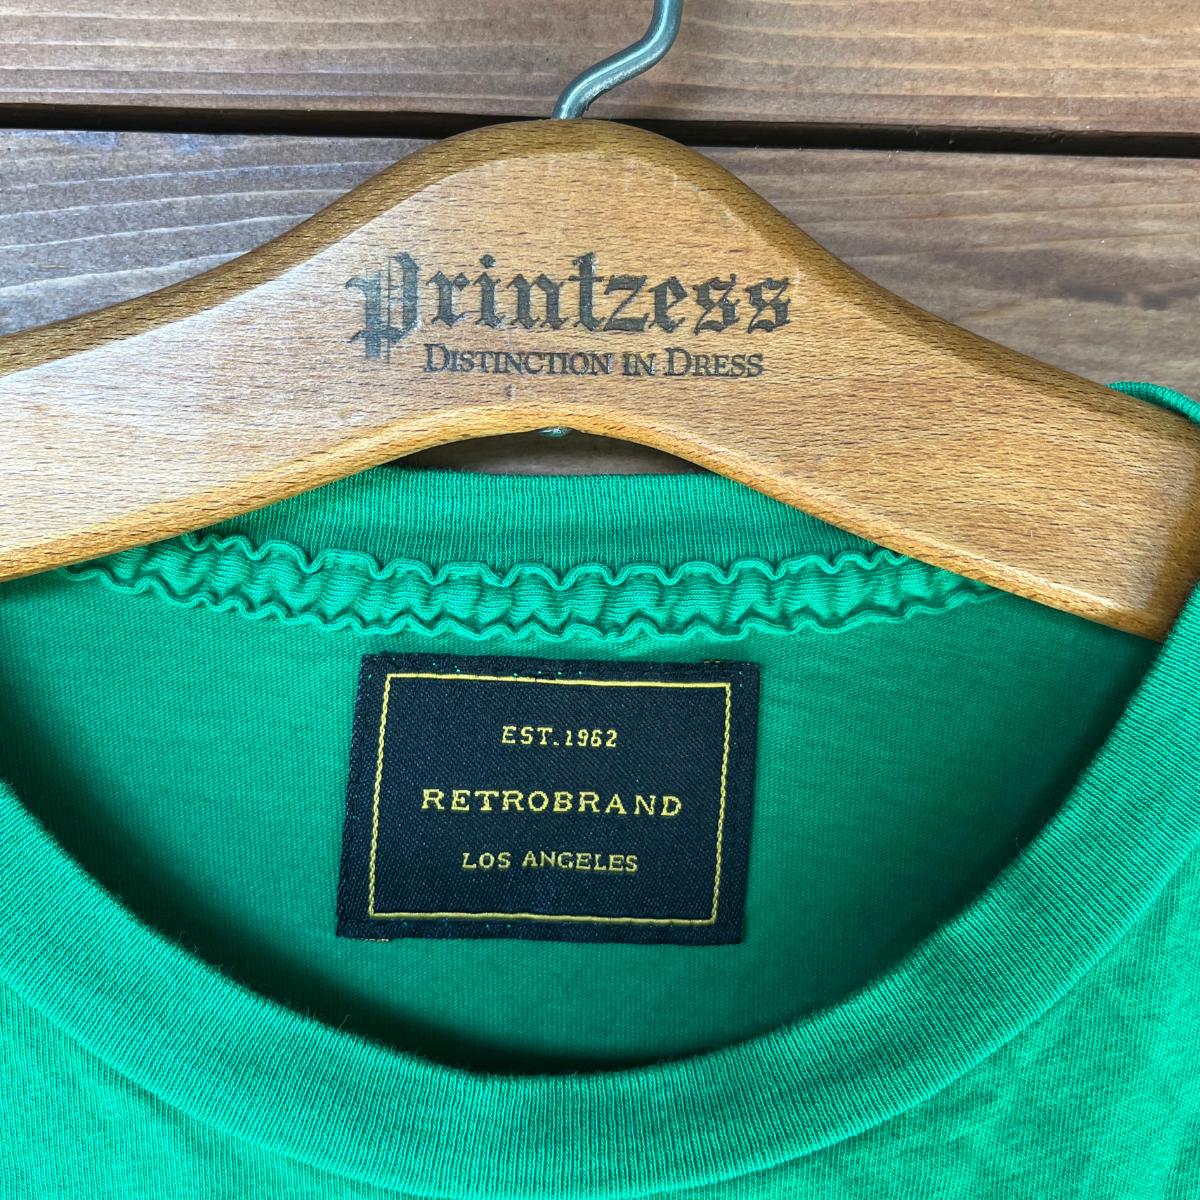 Printzess
DISTINCTION IN DRESS
EST. 1962
RETROBRAND
LOS ANGELES